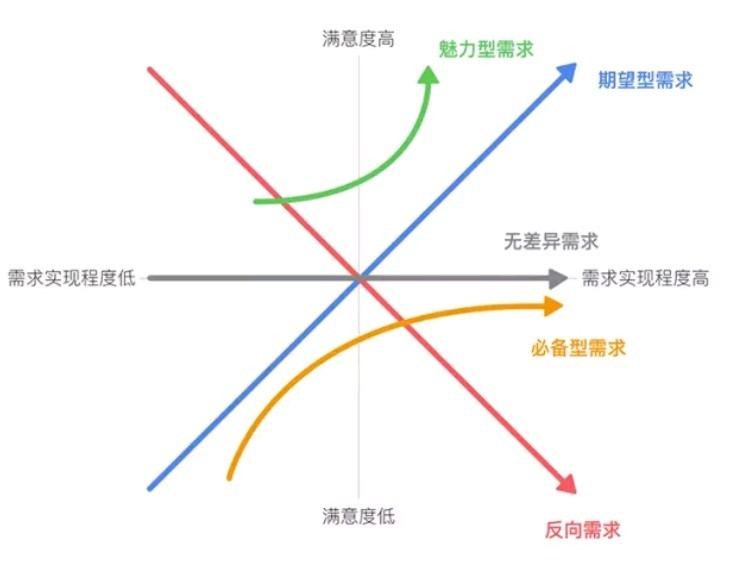 满意度高
魅力型需求
期望型需求
无差异需求
需求实现程度低
需求实现程度高
必备型需求
满意度低
反向需求